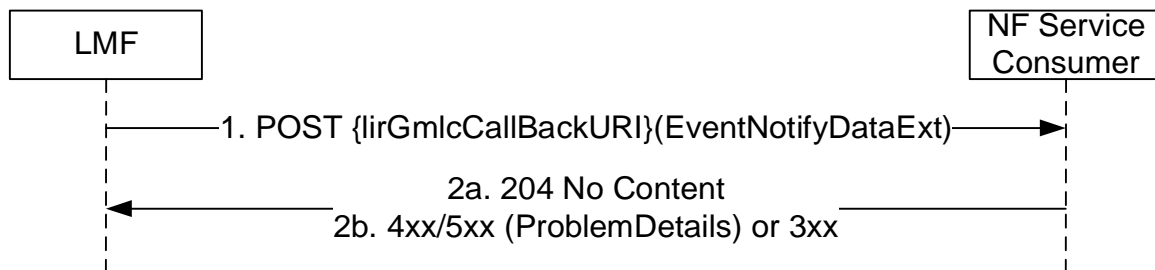 LMF
NF Service
Consumer
1. POST {lirGmlcCallBackURI}(EventNotifyDataExt)
2a. 204 No Content
2b. 4xx/5xx (ProblemDetails) or 3xx